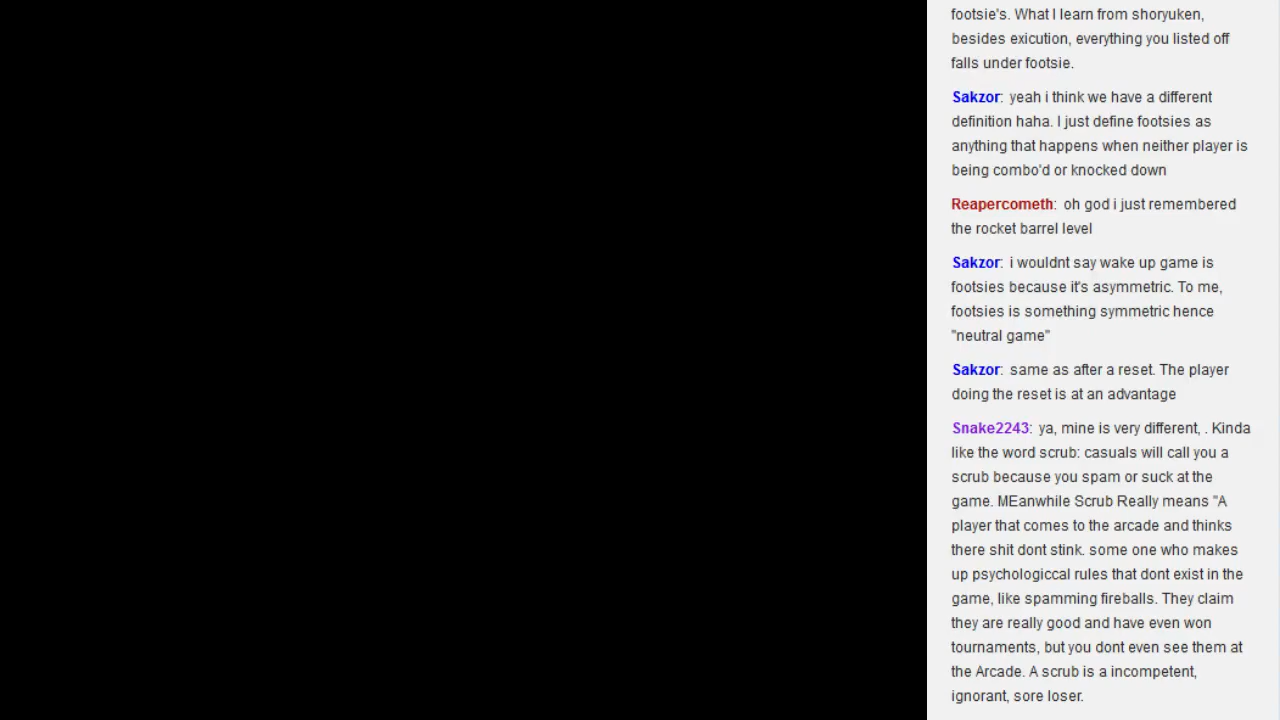 footsie's. What I learn from shoryuken,
besides exicution, everything you listed off
falls under footsie.
Sakzor: yeah i think we have a different
definition haha. I just define footsies as
anything that happens when neither player is
being combo'd or knocked down
Reapercometh: oh god i just remembered
the rocket barrel level
Sakzor: i wouldnt say wake up game is
footsies because it's asymmetric. To me,
footsies is something symmetric hence
"neutral game"
Sakzor: same as after a reset. The player
doing the reset is at an advantage
Snake2243: ya, mine is very different, . Kinda
like the word scrub: casuals will call you a
scrub because you spam or suck at the
game. MEanwhile Scrub Really means "A
player that comes to the arcade and thinks
there shit dont stink. some one who makes
up psychologiccal rules that dont exist in the
game, like spamming fireballs. They claim
they are really good and have even won
tournaments, but you dont even see them at
the Arcade. A scrub is a incompetent,
ignorant, sore loser.